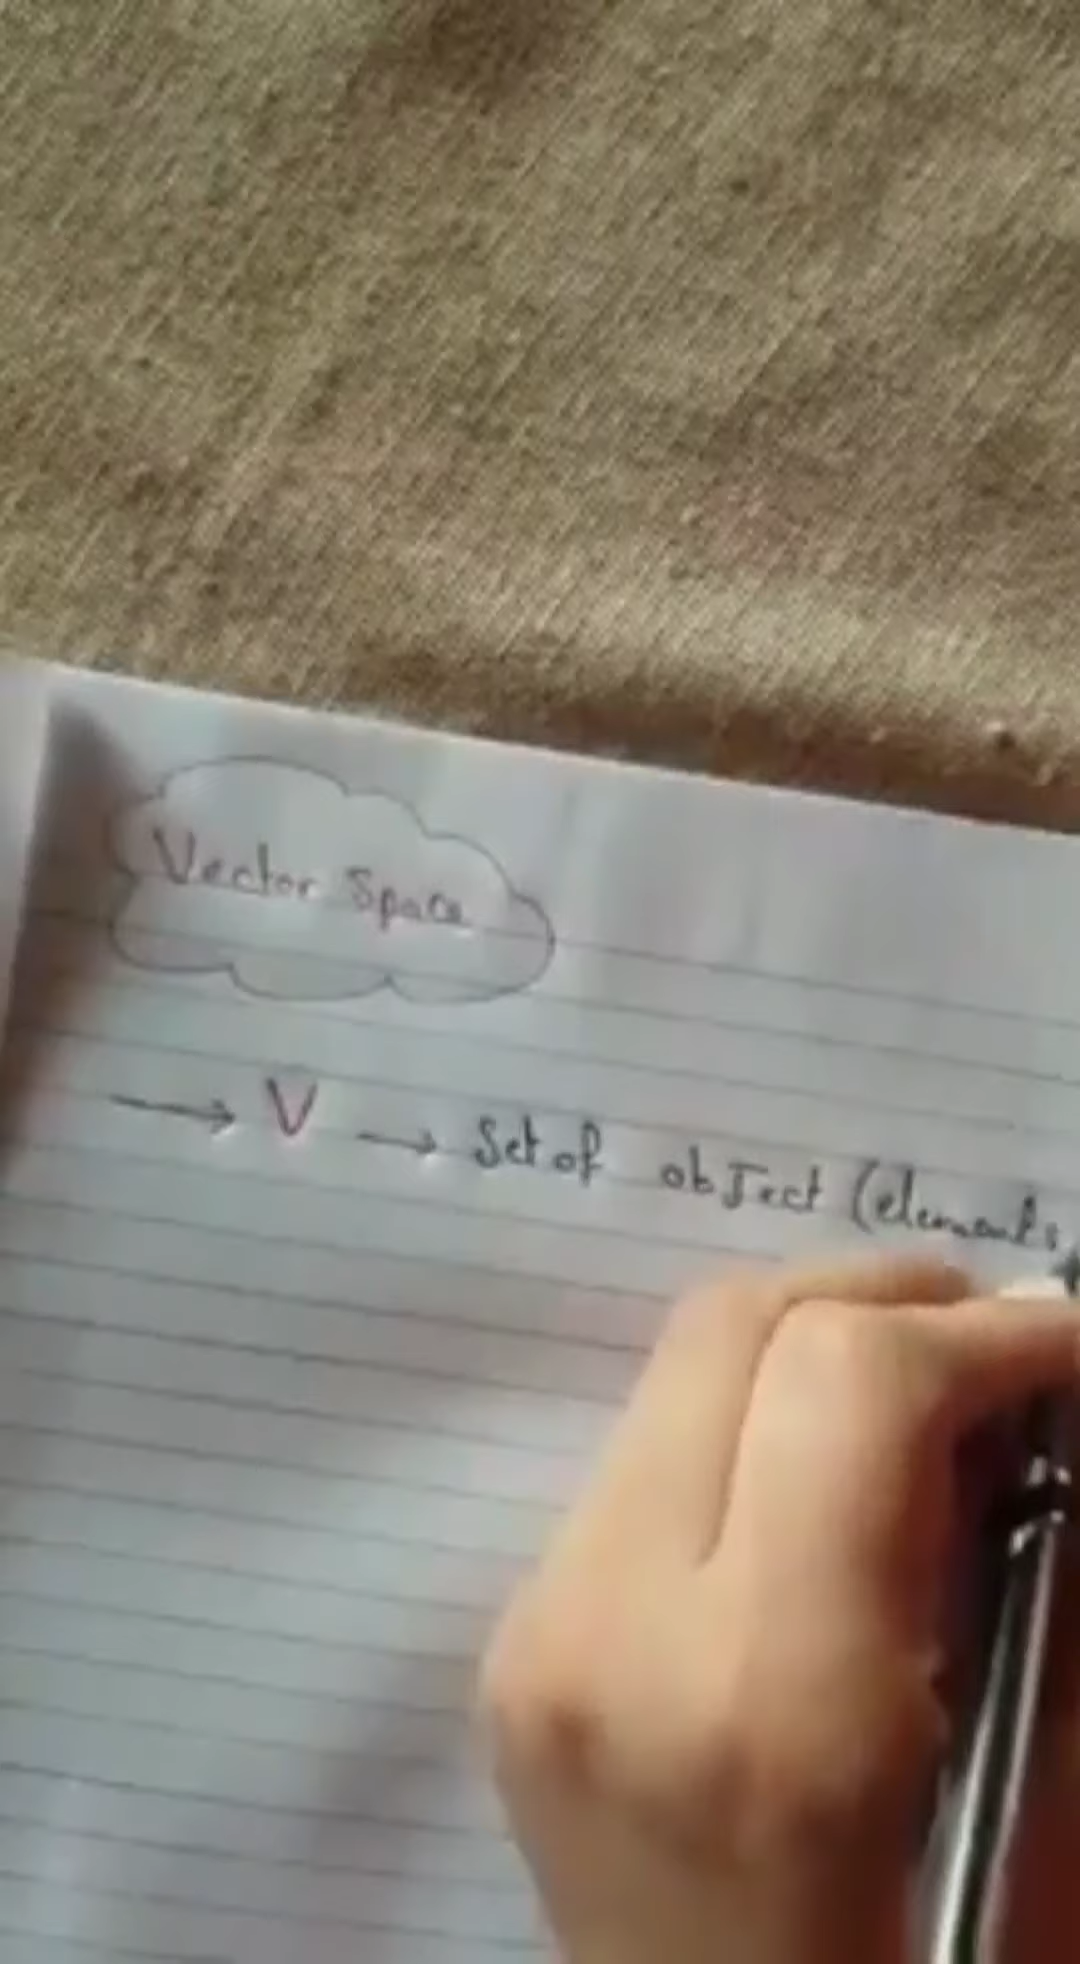 Vector Space
→ V → Set of object (elements,